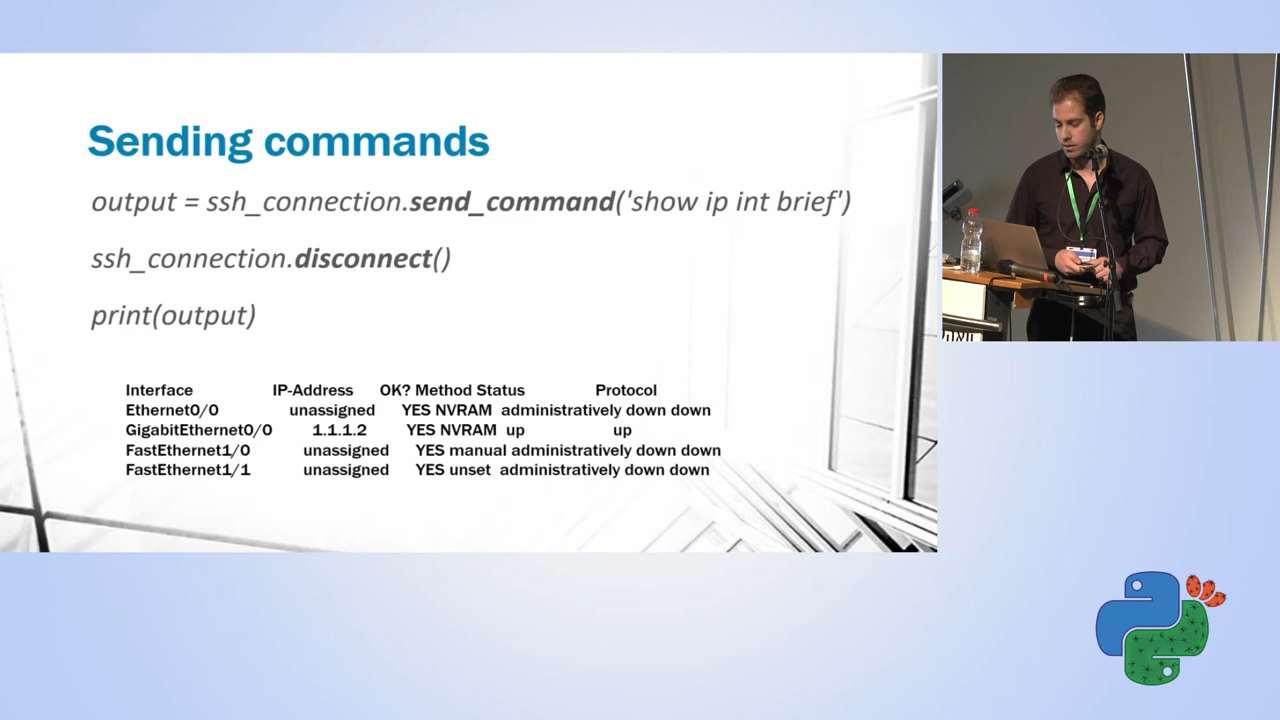 Sending commands
output = ssh_connection.send_command('show ip int brief')
ssh_connection.disconnect()
print(output)
Interface IP-Address OK? Method Status Protocol
Ethernet0/0 unassigned YES NVRAM administratively down down
GigabitEthernet0/0 1.1.1.2 YES NVRAM up up
FastEthernet1/0 unassigned YES manual administratively down down
FastEthernet1/1 unassigned YES unset administratively down down